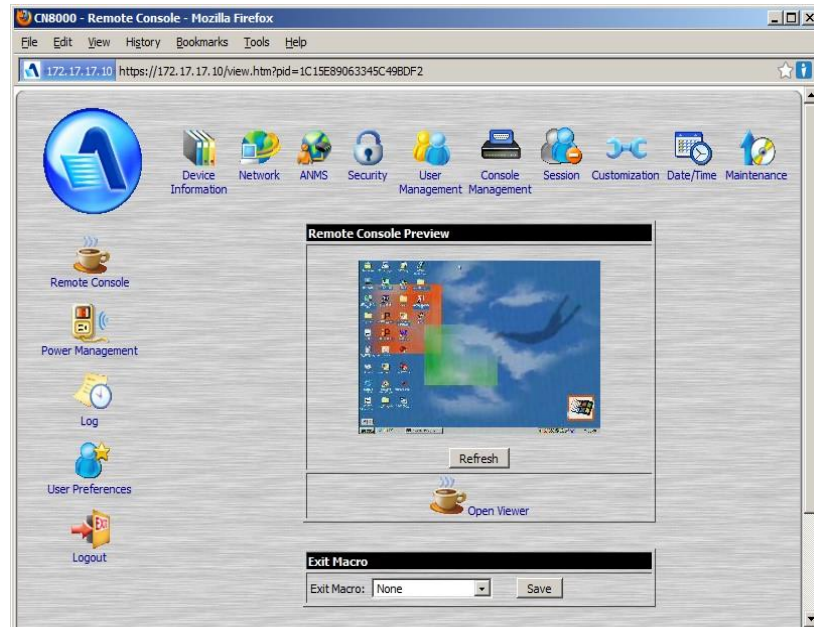 CN8000 - Remote Console - Mozilla Firefox
File Edit View History Bookmarks Tools Help
172.17.17.10 https://172.17.17.10/view.htm?pid=1C15E89063345C49BDF2
Device Information
Network
ANMS
Security
User Management
Console Management
Session
Customization
Date/Time
Maintenance
Remote Console
Power Management
Log
User Preferences
EXIT
Logout
Remote Console Preview
Refresh
Open Viewer
Exit Macro
Exit Macro: None Save